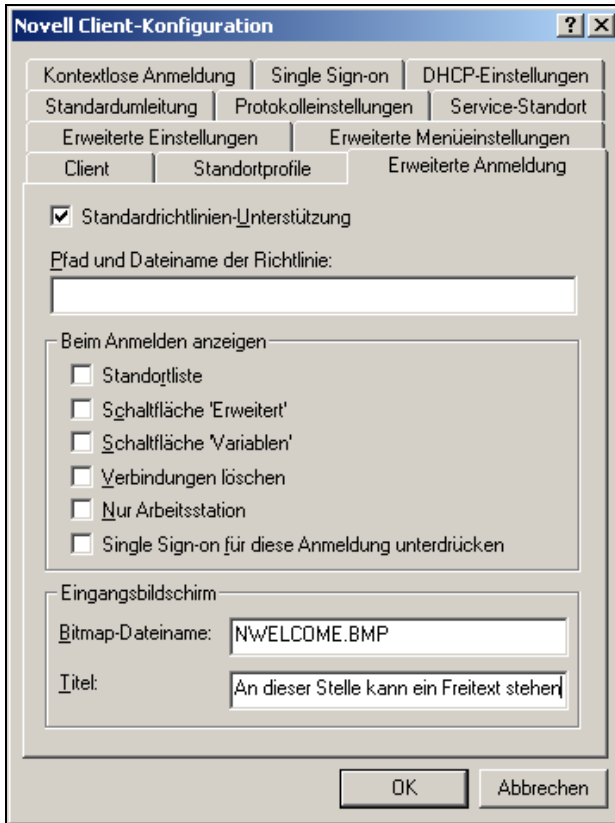 Novell Client-Konfiguration
Kontextlose Anmeldung Single Sign-on DHCP-Einstellungen
Standardumleitung Protokolleinstellungen Service-Standort
Erweiterte Einstellungen Erweiterte Menüeinstellungen
Client Standortprofile Erweiterte Anmeldung
Standardrichtlinien-Unterstützung
Pfad und Dateiname der Richtlinie:
Beim Anmelden anzeigen
Standortliste
Schaltfläche 'Erweitert'
Schaltfläche 'Variablen'
Verbindungen löschen
Nur Arbeitsstation
Single Sign-on für diese Anmeldung unterdrücken
Eingangsbildschirm
Bitmap-Dateiname: NWELCOME.BMP
Titel: An dieser Stelle kann ein Freitext stehen
OK Abbrechen